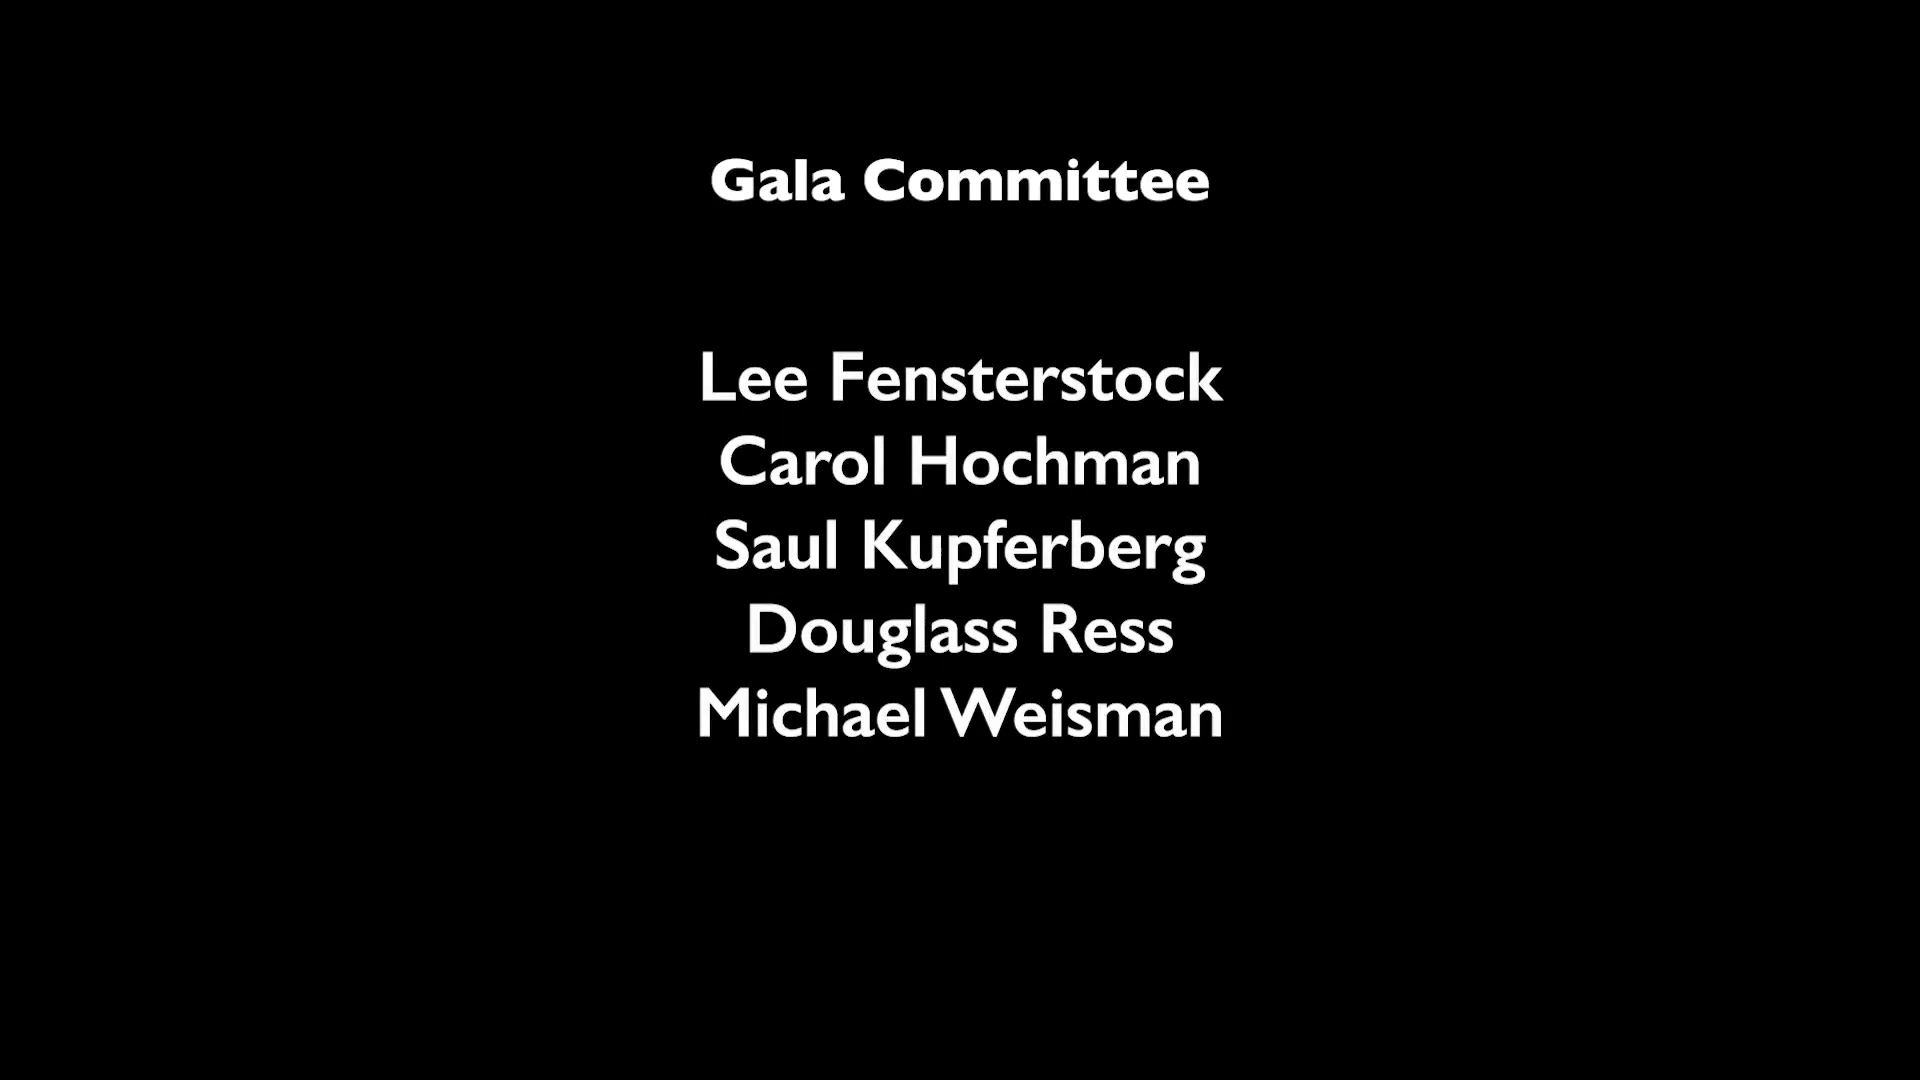 Gala Committee
Lee Fensterstock
Carol Hochman
Saul Kupferberg
Douglass Ress
Michael Weisman